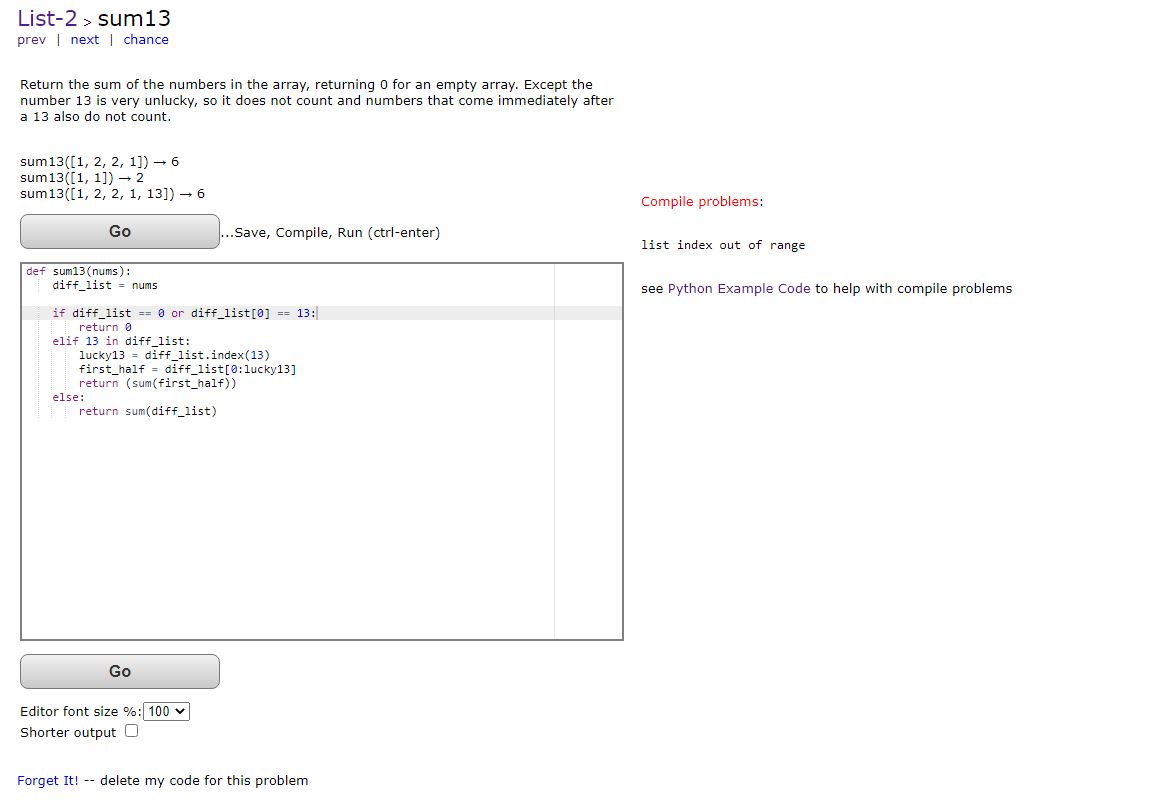 List-2 > sum13
prev | next | chance
Return the sum of the numbers in the array, returning 0 for an empty array. Except the
number 13 is very unlucky, so it does not count and numbers that come immediately after
a 13 also do not count.
sum13([1, 2, 2, 1]) → 6
sum13([1, 1]) → 2
sum13([1, 2, 2, 1, 13]) → 6
Go ...Save, Compile, Run (ctrl-enter)
def sum13(nums):
    diff_list = nums
    if diff_list == 0 or diff_list[0] == 13:
        return 0
    elif 13 in diff_list:
        lucky13 = diff_list.index(13)
        first_half = diff_list[0:lucky13]
        return (sum(first_half))
    else:
        return sum(diff_list)
Go
Editor font size %: 100
Shorter output
Forget It! -- delete my code for this problem
Compile problems:
list index out of range
see Python Example Code to help with compile problems